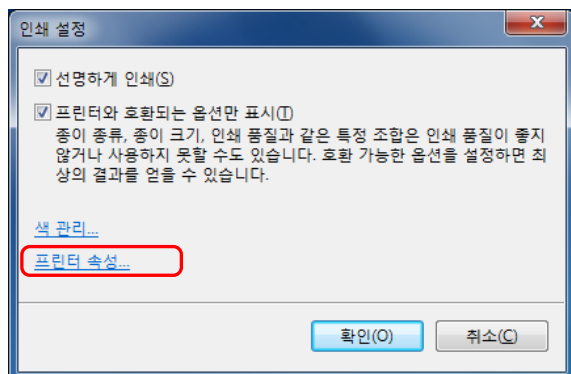 인쇄 설정
선명하게 인쇄(S)
프린터와 호환되는 옵션만 표시(T)
종이 종류, 종이 크기, 인쇄 품질과 같은 특정 조합은 인쇄 품질이 좋지
않거나 사용하지 못할 수도 있습니다. 호환 가능한 옵션을 설정하면 최
상의 결과를 얻을 수 있습니다.
색 관리...
프린터 속성...
확인(O) 취소(C)